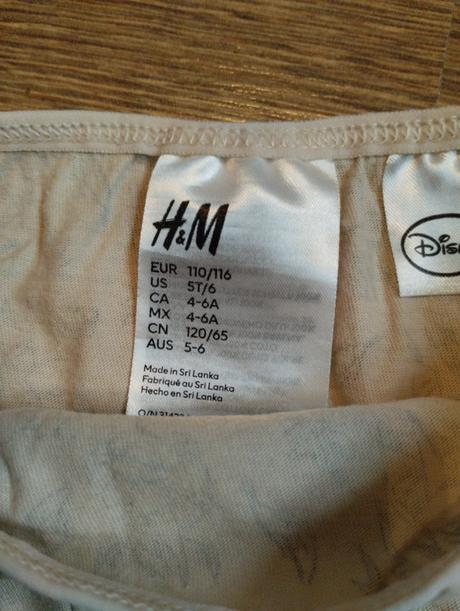 H&M
EUR 110/116
US 5T/6
CA 4-6A
MX 4-6A
CN 120/65
AUS 5-6
Made in Sri Lanka
Fabriqué au Sri Lanka
Hecho en Sri Lanka
Disn